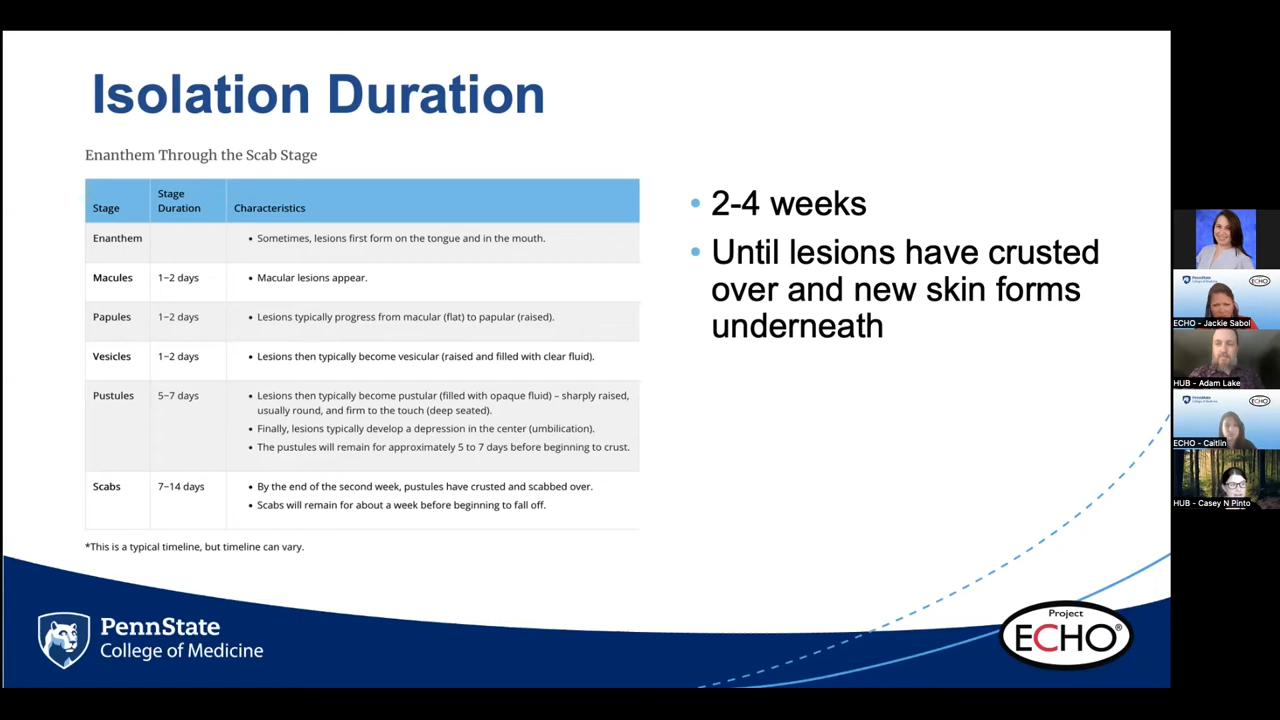 Isolation Duration
Enanthem Through the Scab Stage
Stage
Stage
Duration
Characteristics
Enanthem
• Sometimes, lesions first form on the tongue and in the mouth.
Macules
1−2 days
• Macular lesions appear.
Papules
1−2 days
• Lesions typically progress from macular (flat) to papular (raised).
Vesicles
1−2 days
• Lesions then typically become vesicular (raised and filled with clear fluid).
Pustules
5−7 days
• Lesions then typically become pustular (filled with opaque fluid) – sharply raised,
usually round, and firm to the touch (deep seated).
• Finally, lesions typically develop a depression in the center (umbilication).
• The pustules will remain for approximately 5 to 7 days before beginning to crust.
Scabs
7−14 days
• By the end of the second week, pustules have crusted and scabbed over.
• Scabs will remain for about a week before beginning to fall off.
*This is a typical timeline, but timeline can vary.
• 2-4 weeks
• Until lesions have crusted
over and new skin forms
underneath
PennState
College of Medicine
Project
ECHO®
PennState
ECHO
ECHO - Jackie Sabol
HUB - Adam Lake
PennState
ECHO
ECHO - Caitlin
HUB - Casey N Pinto